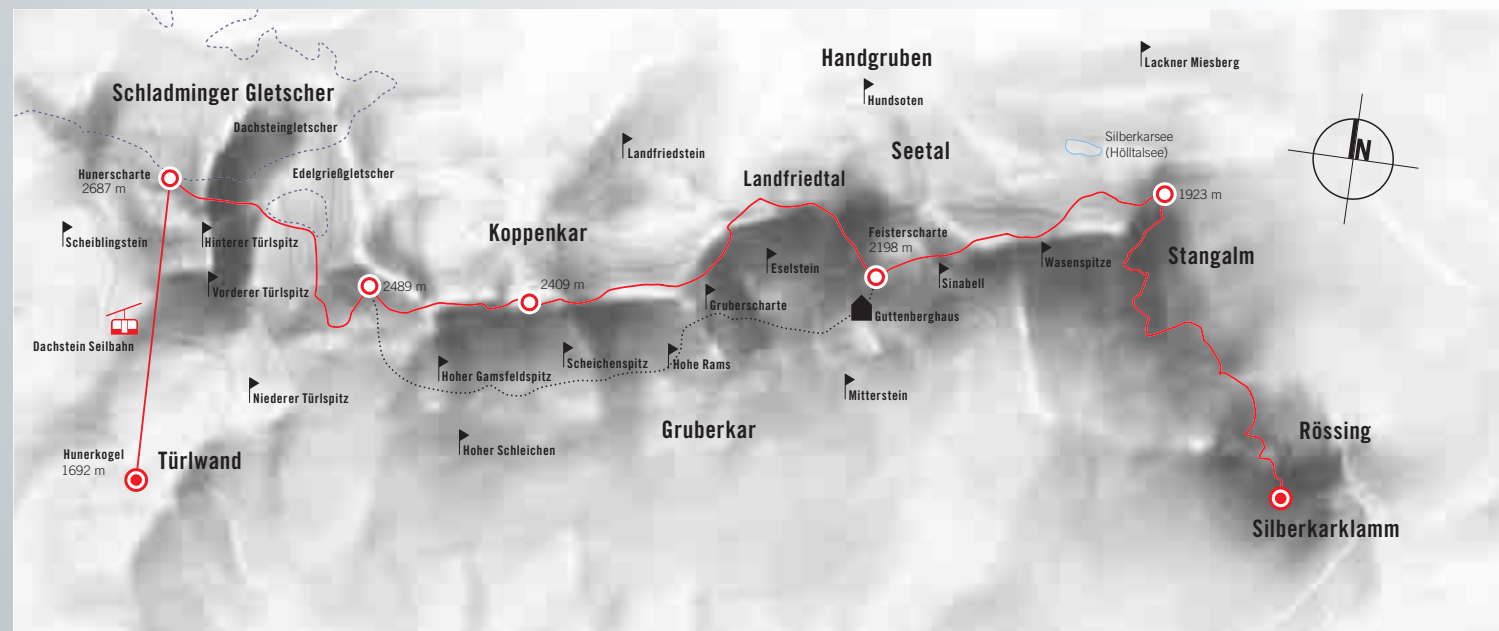 Handgruben
Lackner Miesberg
Schladminger Gletscher
Hundsoten
Dachsteingletscher
Silberkarsee
(Hölltalsee)
N
Landfriedstein
Seetal
Hunerscharte
2687 m
Edelgrießgletscher
Landfriedtal
1923 m
Scheiblingstein
Hinterer Türlspitz
Koppenkar
Feisterscharte
2198 m
Eselstein
Wasenspitze
Stangalm
Vorderer Türlspitz
2489 m
2409 m
Sinabell
Gruberscharte
Guttenberghaus
Dachstein Seilbahn
Hoher Gamsfeldspitz
Scheichenspitz
Hohe Rams
Niederer Türlspitz
Mitterstein
Gruberkar
Rössing
Hoher Schleichen
Hunerkogel
1692 m
Türlwand
Silberkarklamm